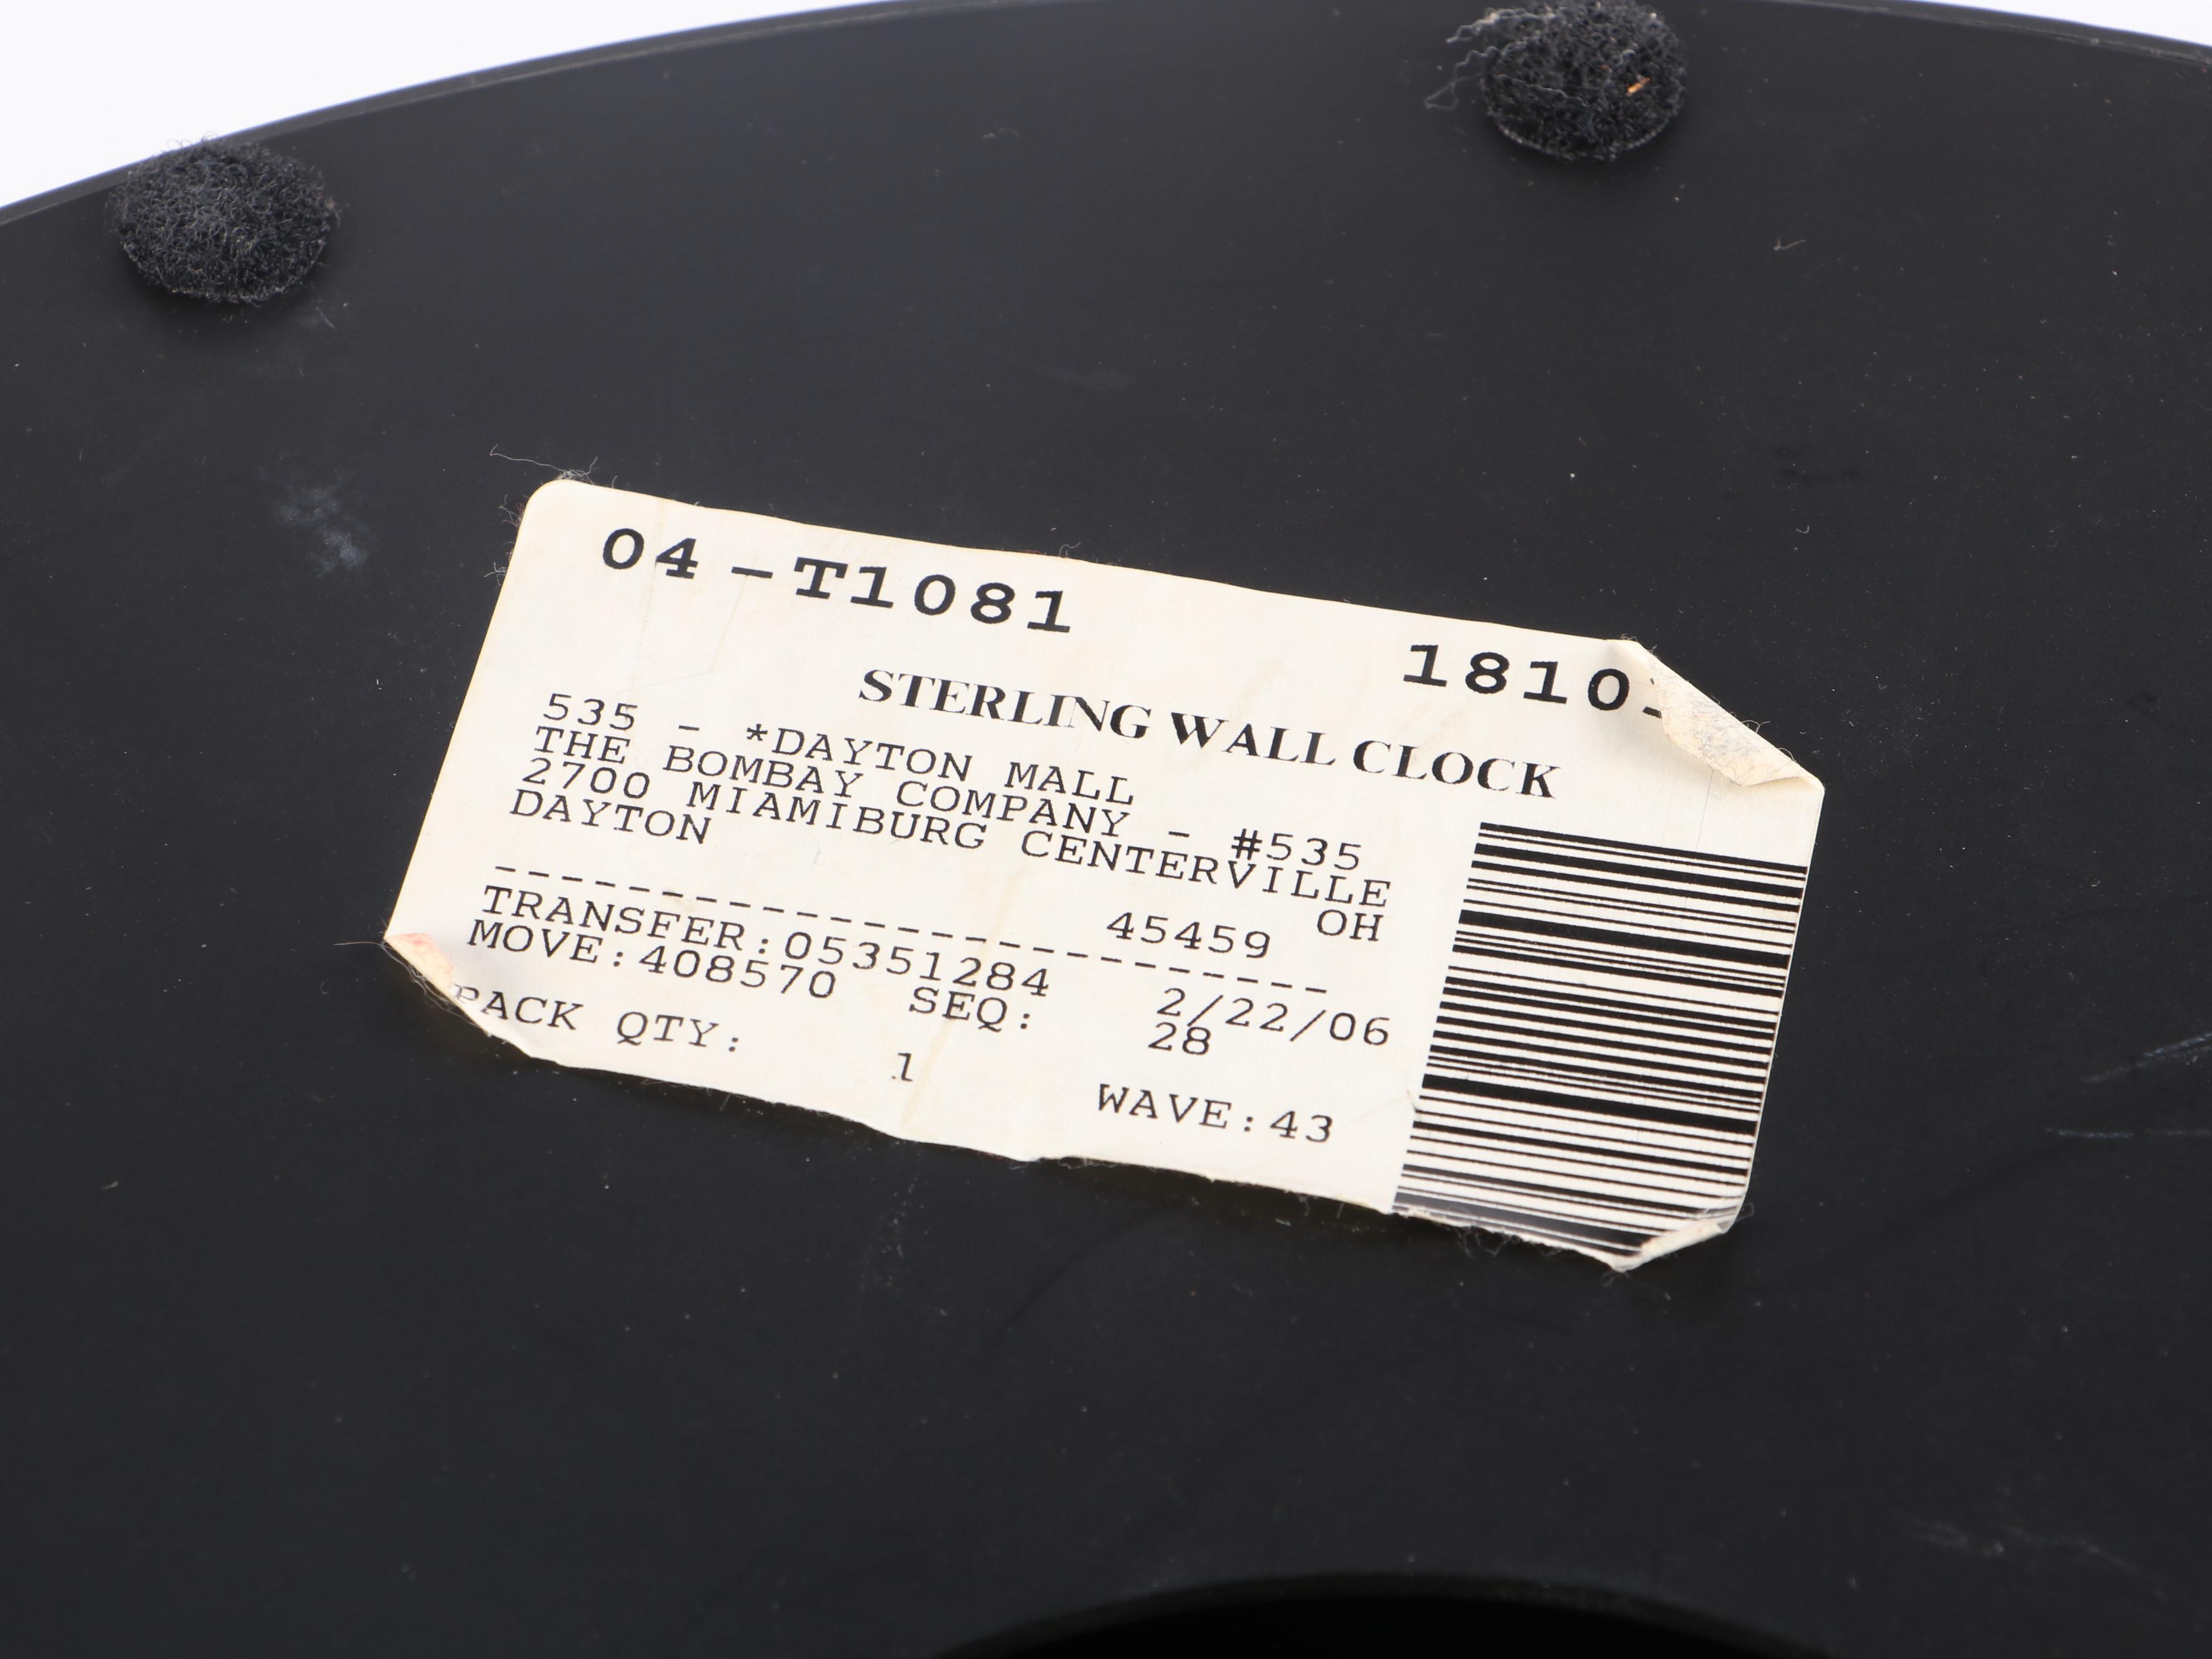 04-T1081 1810
STERLING WALL CLOCK
535 - *DAYTON MALL
THE BOMBAY COMPANY - #535
2700 MIAMIBURG CENTERVILLE
DAYTON OH
45459
--------------------------------
TRANSFER:05351284 2/22/06
MOVE:408570 SEQ: 28
PACK QTY: 1 WAVE:43